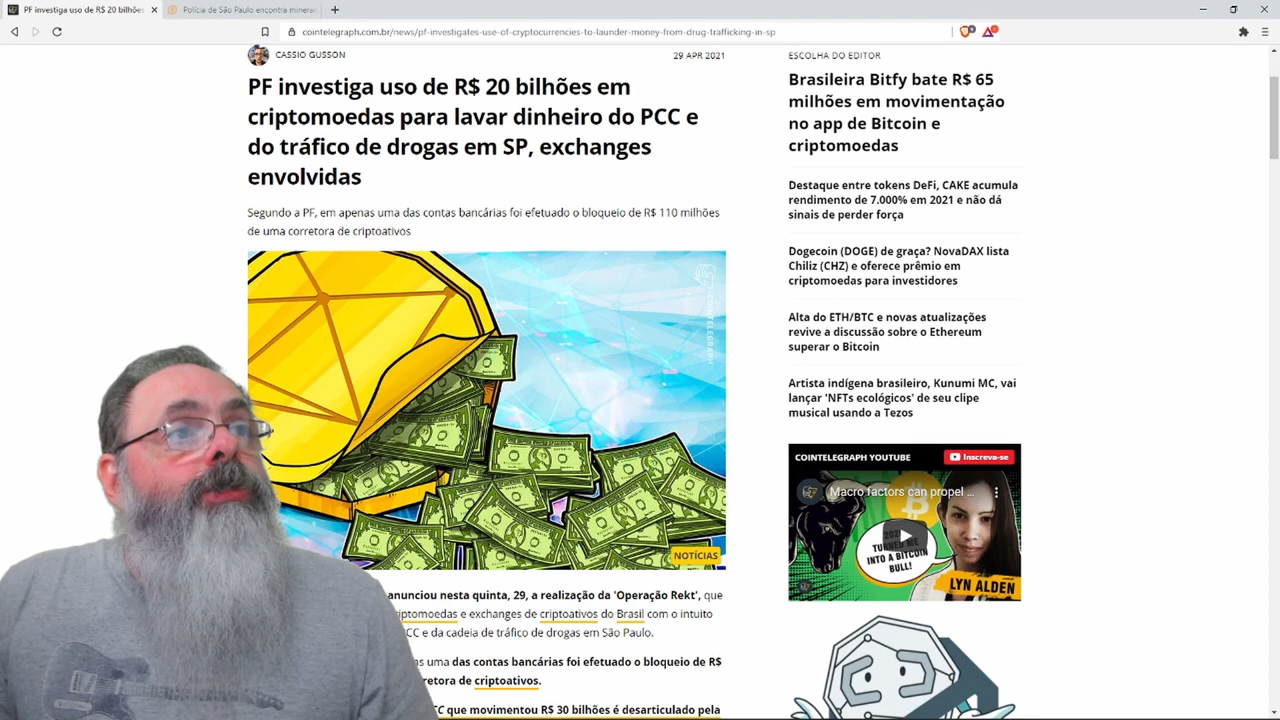 PF investiga uso de R$ 20 bilhões
Polícia de São Paulo encontra minera
cointelegraph.com.br/news/pf-investigates-use-of-cryptocurrencies-to-launder-money-from-drug-trafficking-in-sp
CASSIO GUSSON
29 APR 2021
PF investiga uso de R$ 20 bilhões em
criptomoedas para lavar dinheiro do PCC e
do tráfico de drogas em SP, exchanges
envolvidas
Segundo a PF, em apenas uma das contas bancárias foi efetuado o bloqueio de R$ 110 milhões
de uma corretora de criptoativos
COINTELEGRAPH
NOTÍCIAS
anunciou nesta quinta, 29, a realização da 'Operação Rekt', que
iptomoedas e exchanges de criptoativos do Brasil com o intuito
CC e da cadeia de tráfico de drogas em São Paulo.
uma das contas bancárias foi efetuado o bloqueio de R$
retora de criptoativos.
que movimentou R$ 30 bilhões é desarticulado pela
ESCOLHA DO EDITOR
Brasileira Bitfy bate R$ 65
milhões em movimentação
no app de Bitcoin e
criptomoedas
Destaque entre tokens DeFi, CAKE acumula
rendimento de 7.000% em 2021 e não dá
sinais de perder força
Dogecoin (DOGE) de graça? NovaDAX lista
Chiliz (CHZ) e oferece prêmio em
criptomoedas para investidores
Alta do ETH/BTC e novas atualizações
revive a discussão sobre o Ethereum
superar o Bitcoin
Artista indígena brasileiro, Kunumi MC, vai
lançar 'NFTs ecológicos' de seu clipe
musical usando a Tezos
COINTELEGRAPH YOUTUBE
Inscreva-se
Macro factors can propel ...
TURNED ME
INTO A BITCOIN
BULL!
LYN ALDEN